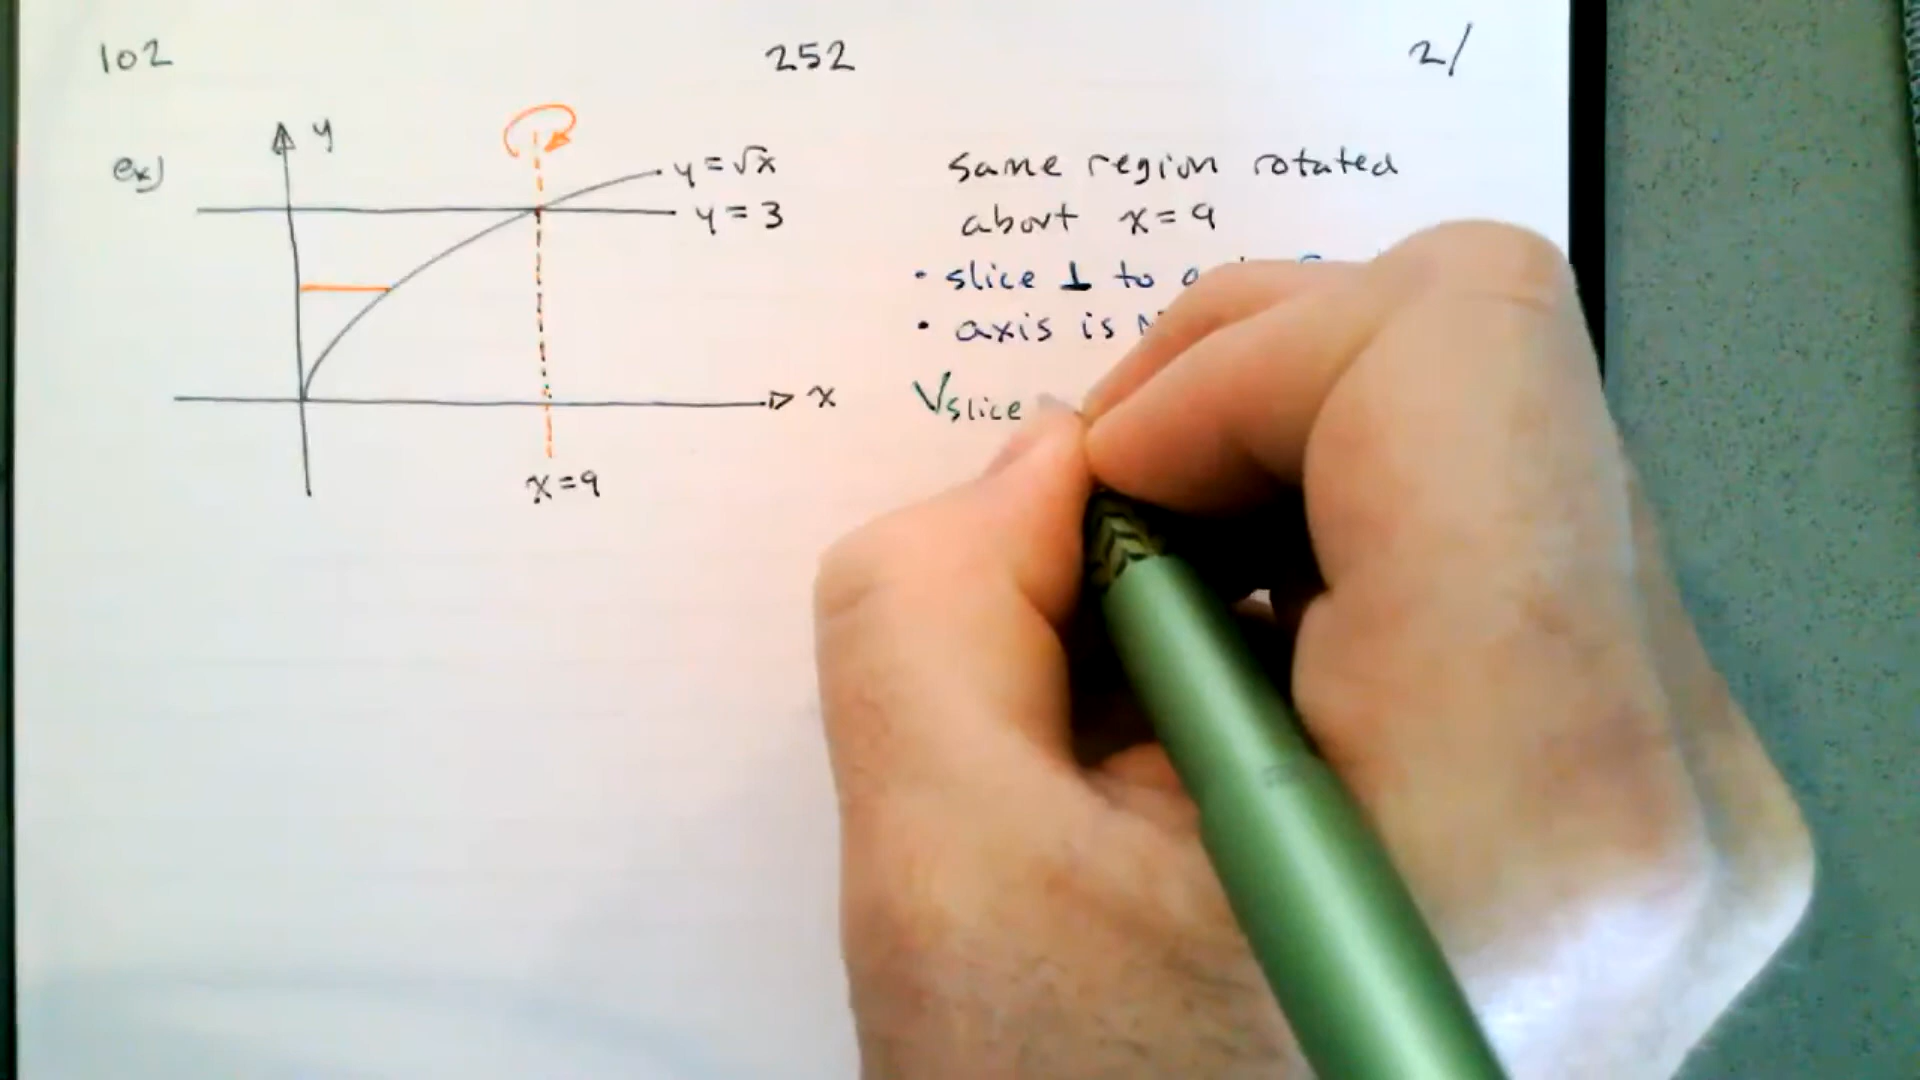 102 252 2/
ex)
y
y = √x
y = 3
x
x = 9
same region rotated
about x = 9
• slice ⊥ to
• axis is
Vslice